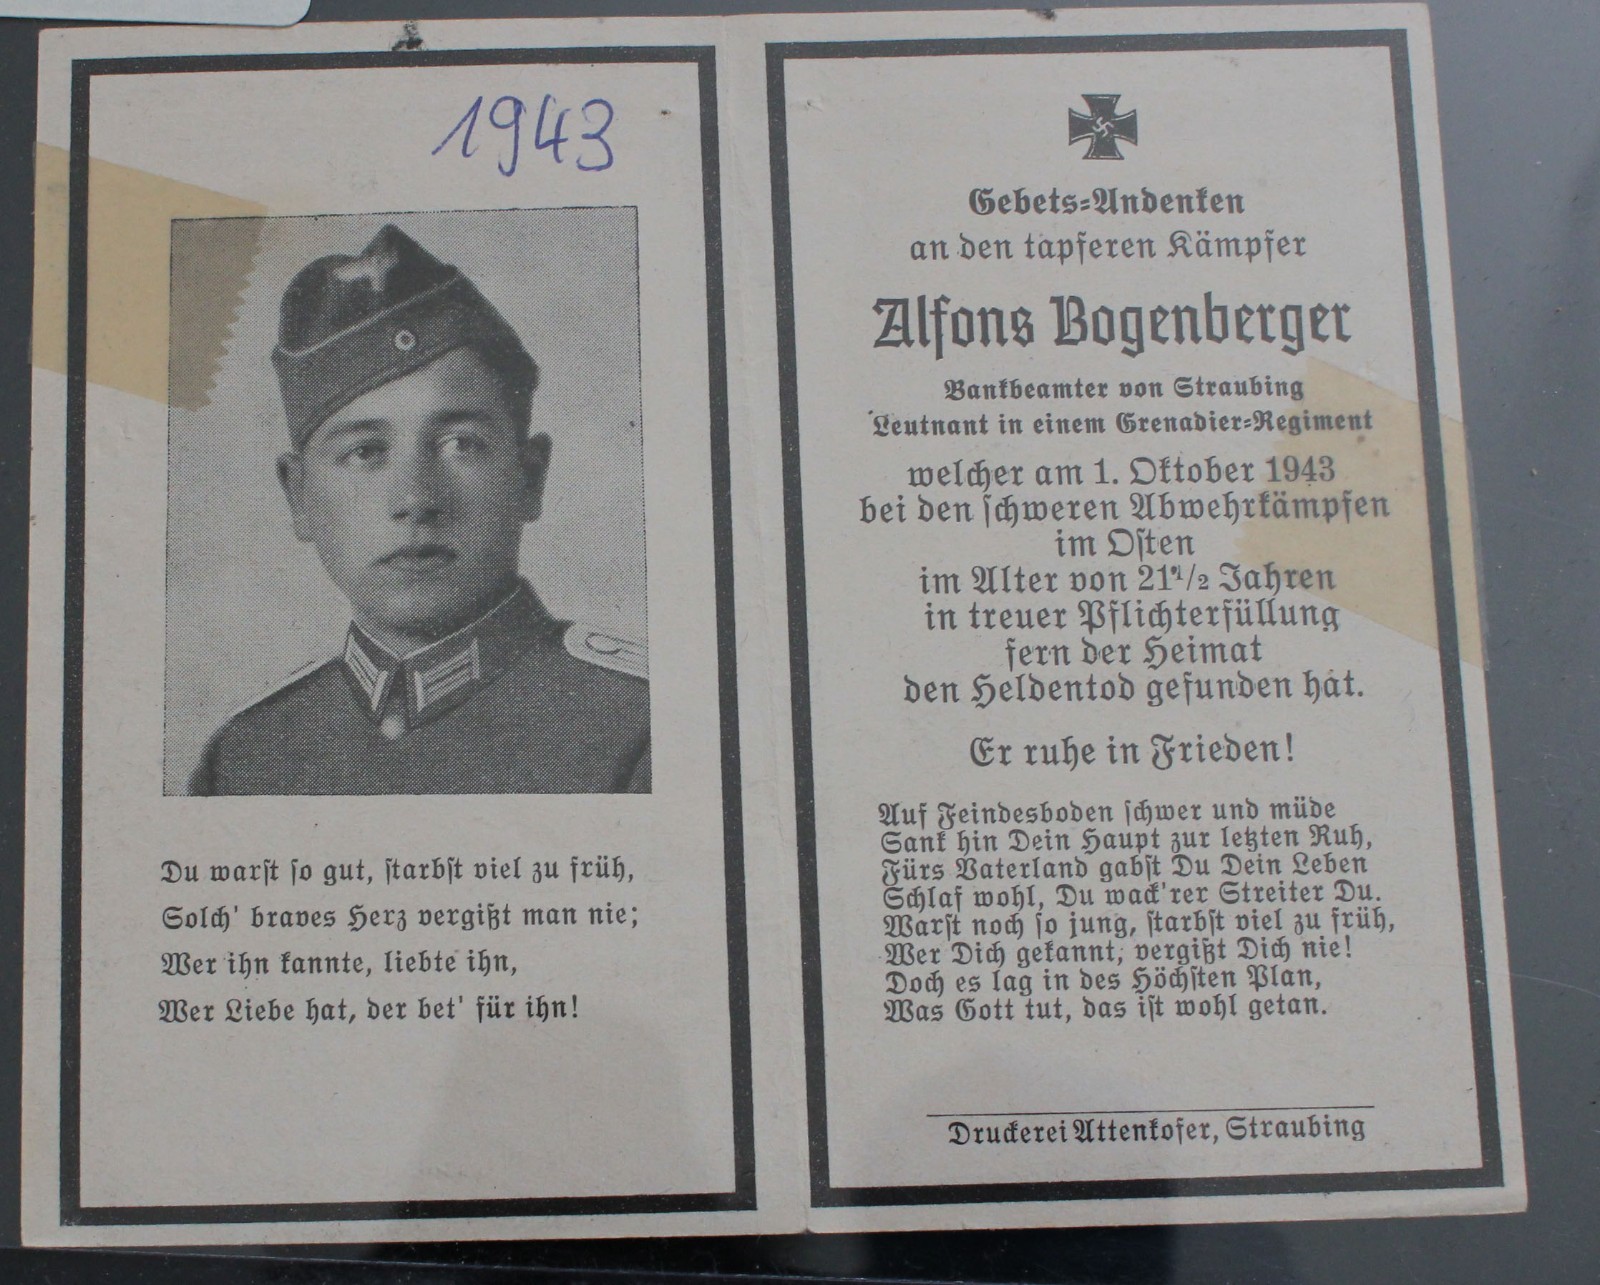 1943
Du warst so gut, starbst viel zu früh,
Solch' braves Herz vergißt man nie;
Wer ihn kannte, liebte ihn,
Wer Liebe hat, der bet' für ihn!
Gebets-Andenken
an den tapferen Kämpfer
Alfons Bogenberger
Bankbeamter von Straubing
Leutnant in einem Grenadier-Regiment
welcher am 1. Oktober 1943
bei den schweren Abwehrkämpfen
im Osten
im Alter von 21 1/2 Jahren
in treuer Pflichterfüllung
fern der Heimat
den Heldentod gefunden hat.
Er ruhe in Frieden!
Auf Feindesboden schwer und müde
Sank hin Dein Haupt zur letzten Ruh,
Fürs Vaterland gabst Du Dein Leben
Schlaf wohl, Du wack'rer Streiter Du.
Warst noch so jung, starbst viel zu früh,
Wer Dich gekannt, vergißt Dich nie!
Doch es lag in des Höchsten Plan,
Was Gott tut, das ist wohl getan.
Druckerei Attenkofer, Straubing